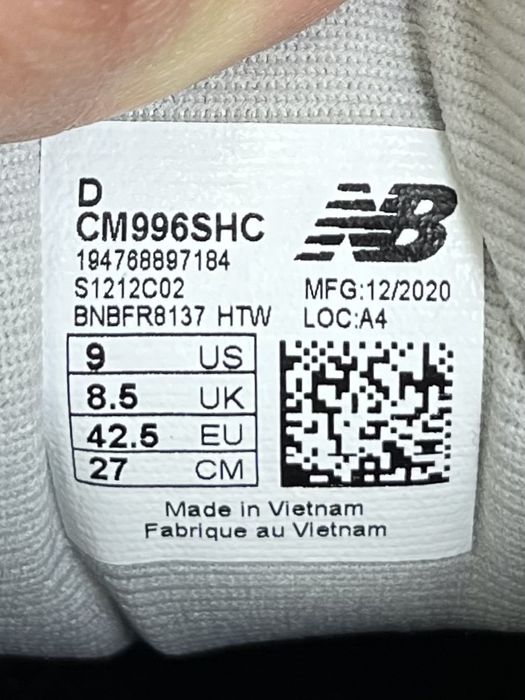 D
CM996SHC
NB
194768897184
S1212C02
MFG:12/2020
BNBFR8137 HTW
LOC:A4
9 US
8.5 UK
42.5 EU
27 CM
Made in Vietnam
Fabrique au Vietnam